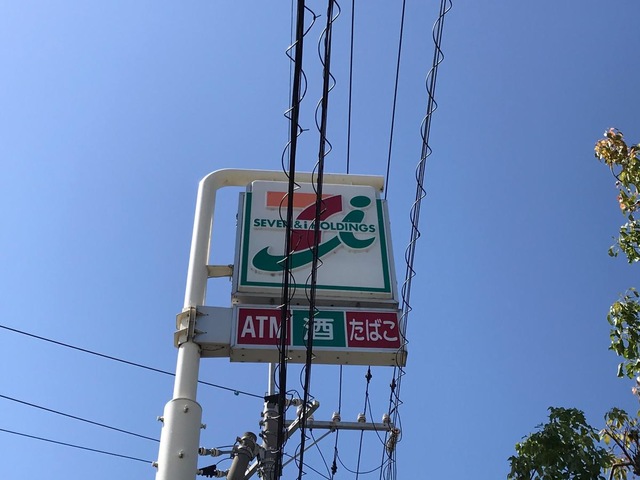 SEVEN & i HOLDINGS
ATM 酒 たばこ